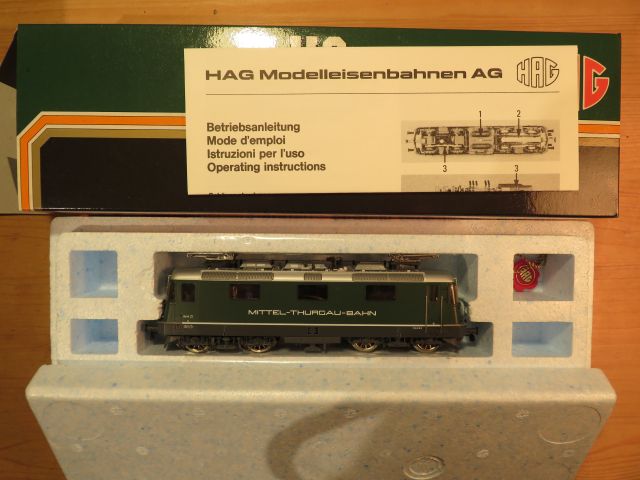 HAG Modelleisenbahnen AG HAG
Betriebsanleitung
Mode d'emploi
Istruzioni per l'uso
Operating instructions
1
2
3
3
MITTEL-THURGAU-BAHN